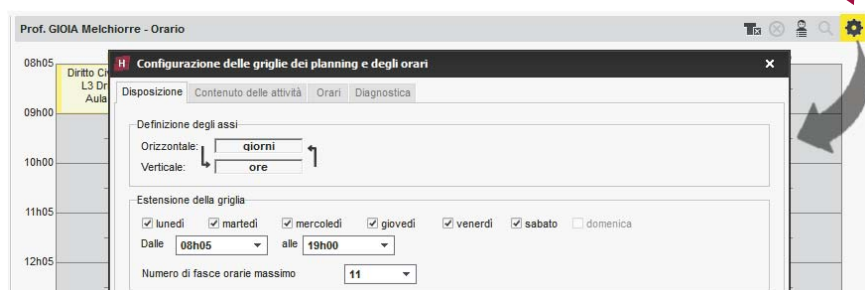 Prof. GIOIA Melchiorre - Orario
08h05
Diritto Ci
L3 Dr
Aula
09h00
10h00
11h05
12h05
H Configurazione delle griglie dei planning e degli orari
Disposizione Contenuto delle attività Orari Diagnostica
Definizione degli assi
Orizzontale: giorni
Verticale: ore
Estensione della griglia
lunedì martedì mercoledì giovedì venerdì sabato domenica
Dalle 08h05 alle 19h00
Numero di fasce orarie massimo 11